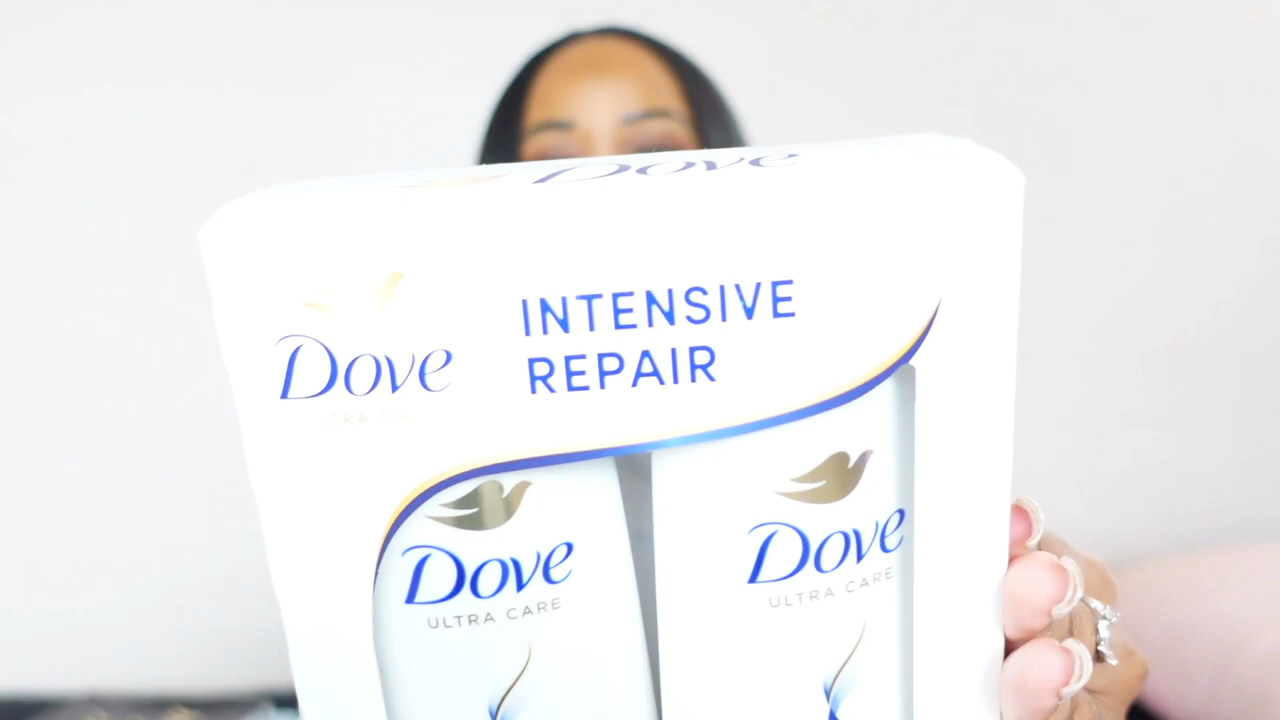 Dove
Dove
INTENSIVE
REPAIR
Dove
ULTRA CARE
Dove
ULTRA CARE